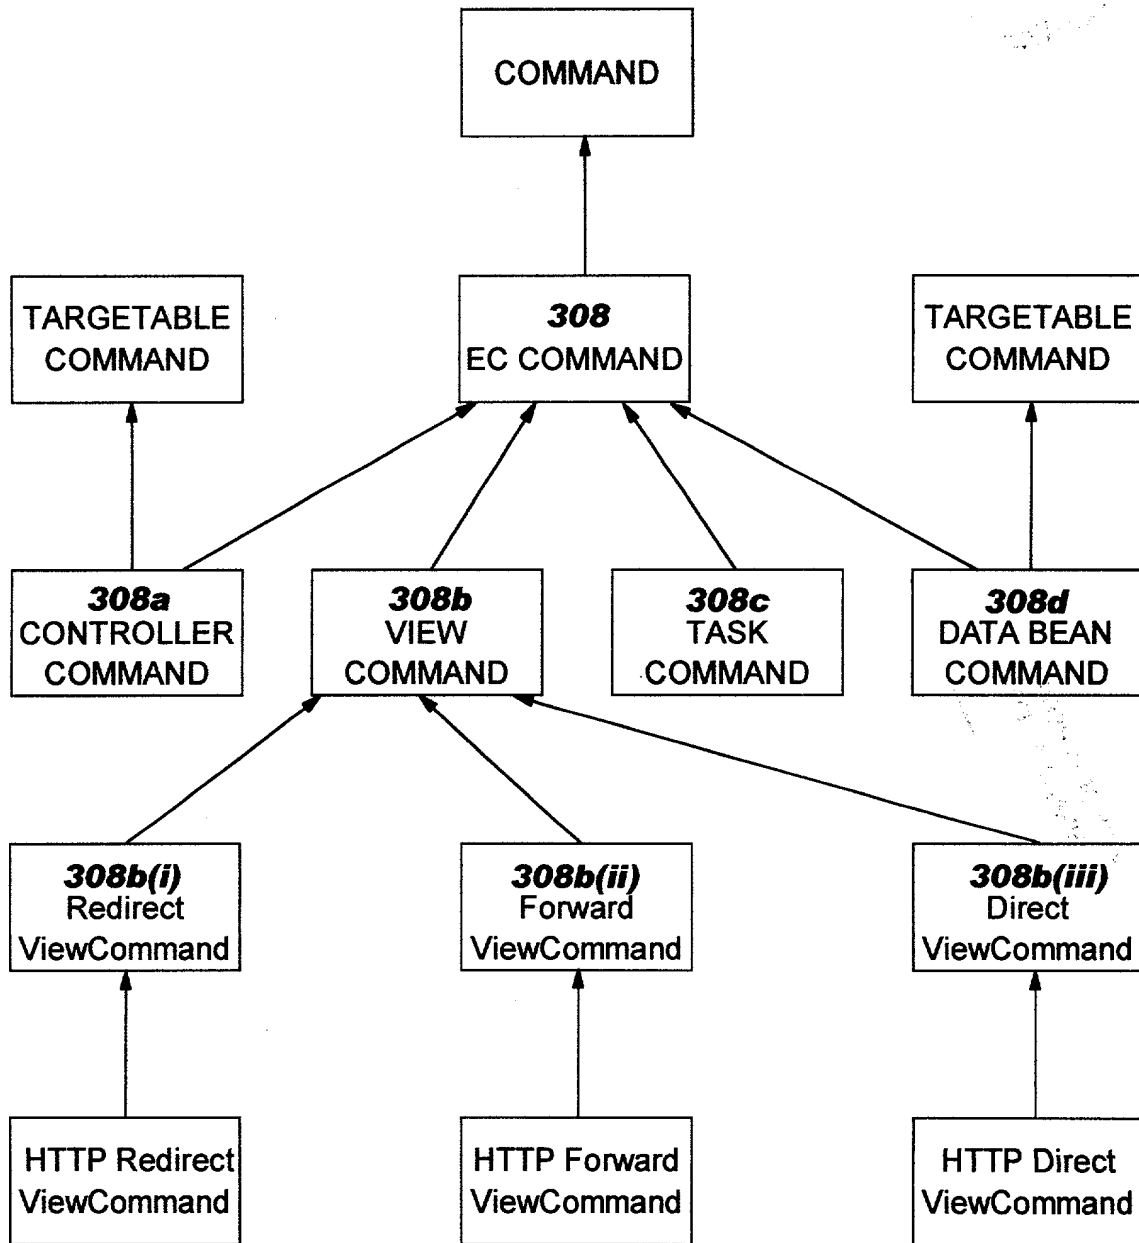 COMMAND
TARGETABLE
COMMAND
308
EC COMMAND
TARGETABLE
COMMAND
308a
CONTROLLER
COMMAND
308b
VIEW
COMMAND
308c
TASK
COMMAND
308d
DATA BEAN
COMMAND
308b(i)
Redirect
ViewCommand
308b(ii)
Forward
ViewCommand
308b(iii)
Direct
ViewCommand
HTTP Redirect
ViewCommand
HTTP Forward
ViewCommand
HTTP Direct
ViewCommand